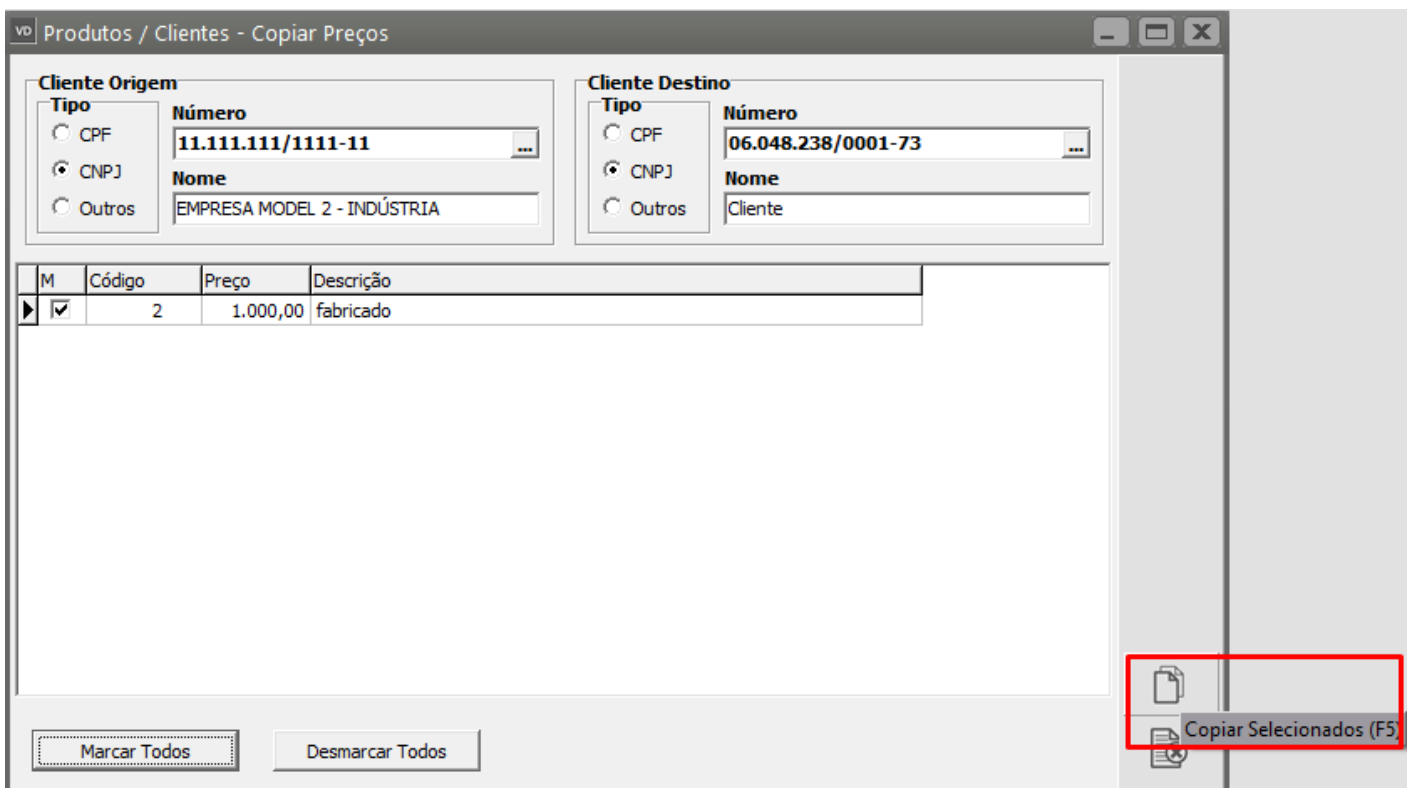 VD Produtos / Clientes - Copiar Preços
Cliente Origem
Tipo
CPF
CNPJ
Outros
Número
11.111.111/1111-11
...
Nome
EMPRESA MODEL 2 - INDÚSTRIA
Cliente Destino
Tipo
CPF
CNPJ
Outros
Número
06.048.238/0001-73
...
Nome
Cliente
M Código Preço Descrição
2 1.000,00 fabricado
Marcar Todos Desmarcar Todos
Copiar Selecionados (F5)